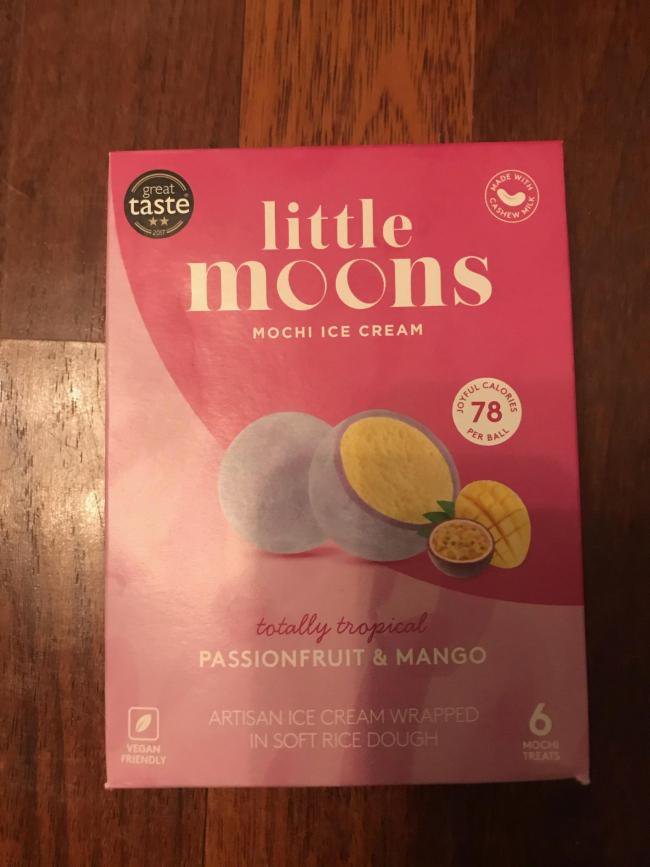 great
taste
2017
MADE WITH
CASHEW MILK
little
moons
MOCHI ICE CREAM
JOYFUL CALORIES
78
PER BALL
totally tropical
PASSIONFRUIT & MANGO
ARTISAN ICE CREAM WRAPPED
IN SOFT RICE DOUGH
VEGAN
FRIENDLY
6
MOCHI
TREATS